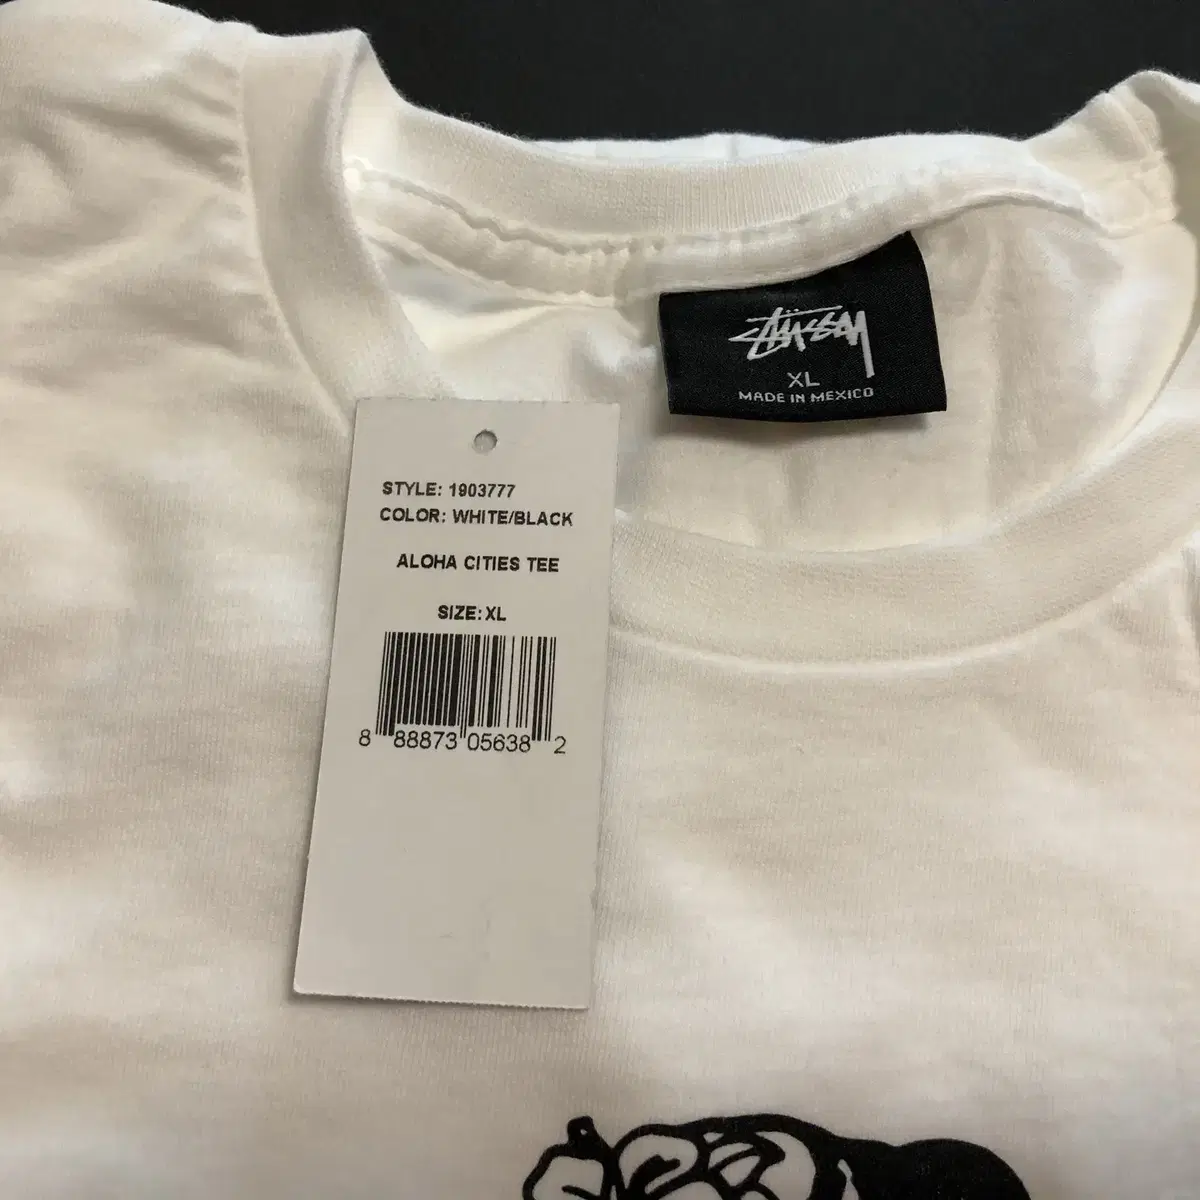 STÜSSY
XL
MADE IN MEXICO
STYLE: 1903777
COLOR: WHITE/BLACK
ALOHA CITIES TEE
SIZE: XL
8 88873 05638 2